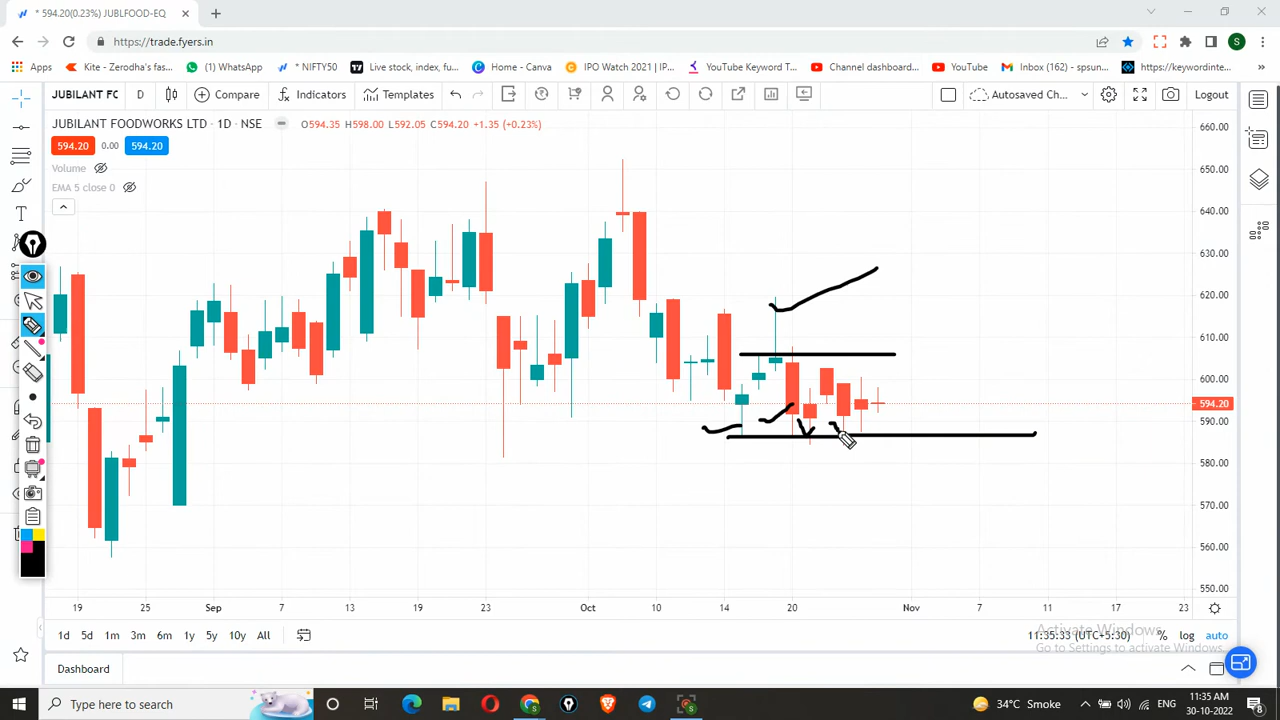 * 594.20(0.23%) JUBLFOOD-EQ
https://trade.fyers.in
S
Apps
Kite - Zerodha's fas...
(1) WhatsApp
* NIFTY50
Live stock, index, fu...
Home - Canva
IPO Watch 2021 | IP...
YouTube Keyword T...
Channel dashboard...
YouTube
Inbox (162) - spsun...
https://keywordinte...
JUBILANT FC
D
Compare
Indicators
Templates
Autosaved Ch...
Logout
JUBILANT FOODWORKS LTD · 1D · NSE
O594.35 H598.00 L592.05 C594.20 +1.35 (+0.23%)
594.20
0.00
594.20
Volume
EMA 5 close 0
660.00
650.00
640.00
630.00
620.00
610.00
600.00
594.20
590.00
580.00
570.00
560.00
550.00
19
25
Sep
7
13
19
23
Oct
10
14
20
Nov
7
11
17
23
1d
5d
1m
3m
6m
1y
5y
10y
All
11:35:33 (UTC+5:30)
%
log
auto
Activate Windows
Go to Settings to activate Windows.
Dashboard
Type here to search
34°C Smoke
ENG
11:35 AM
30-10-2022
8